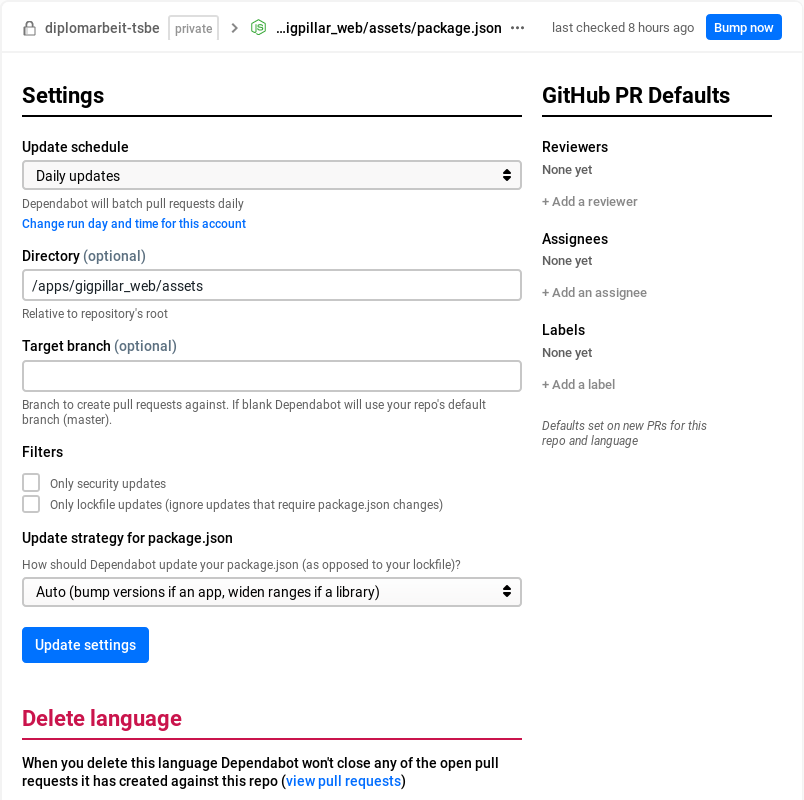 diplomarbeit-tsbe private > ...igpillar_web/assets/package.json ··· last checked 8 hours ago Bump now
Settings
Update schedule
Daily updates
Dependabot will batch pull requests daily
Change run day and time for this account
Directory (optional)
/apps/gigpillar_web/assets
Relative to repository's root
Target branch (optional)
Branch to create pull requests against. If blank Dependabot will use your repo's default
branch (master).
Filters
Only security updates
Only lockfile updates (ignore updates that require package.json changes)
Update strategy for package.json
How should Dependabot update your package.json (as opposed to your lockfile)?
Auto (bump versions if an app, widen ranges if a library)
Update settings
Delete language
When you delete this language Dependabot won't close any of the open pull
requests it has created against this repo (view pull requests)
GitHub PR Defaults
Reviewers
None yet
+ Add a reviewer
Assignees
None yet
+ Add an assignee
Labels
None yet
+ Add a label
Defaults set on new PRs for this
repo and language